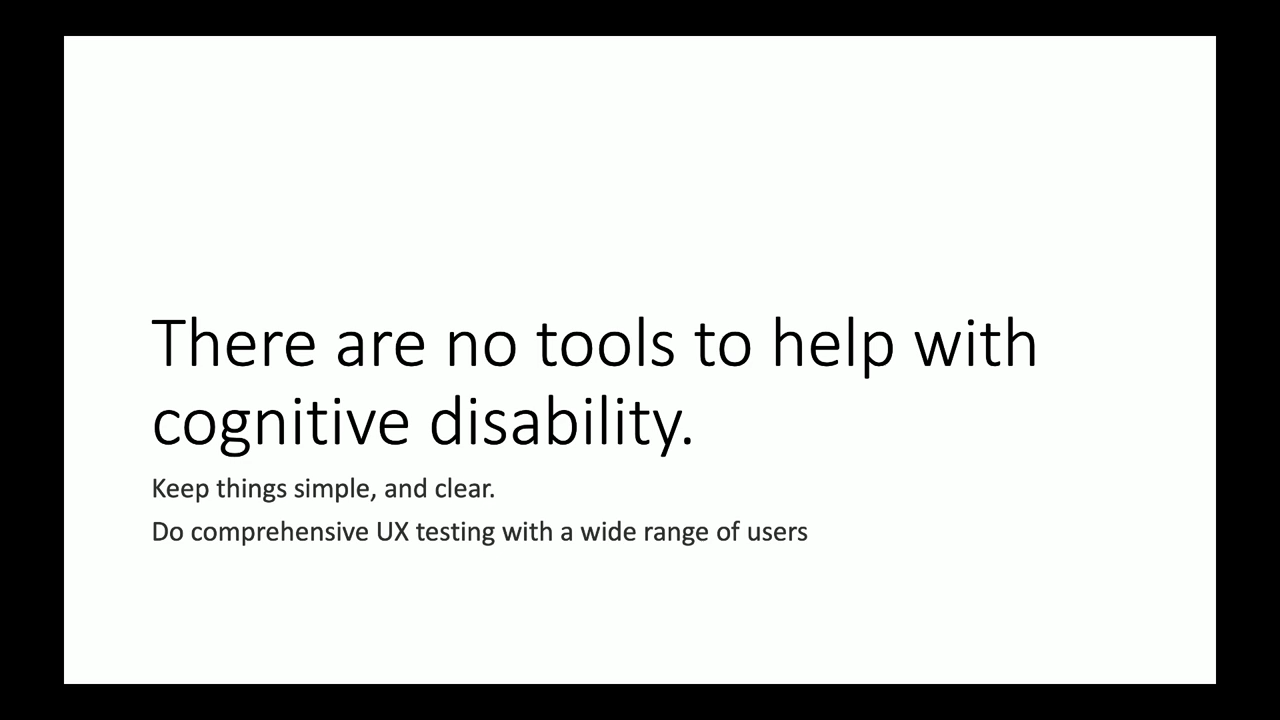 There are no tools to help with
cognitive disability.
Keep things simple, and clear.
Do comprehensive UX testing with a wide range of users